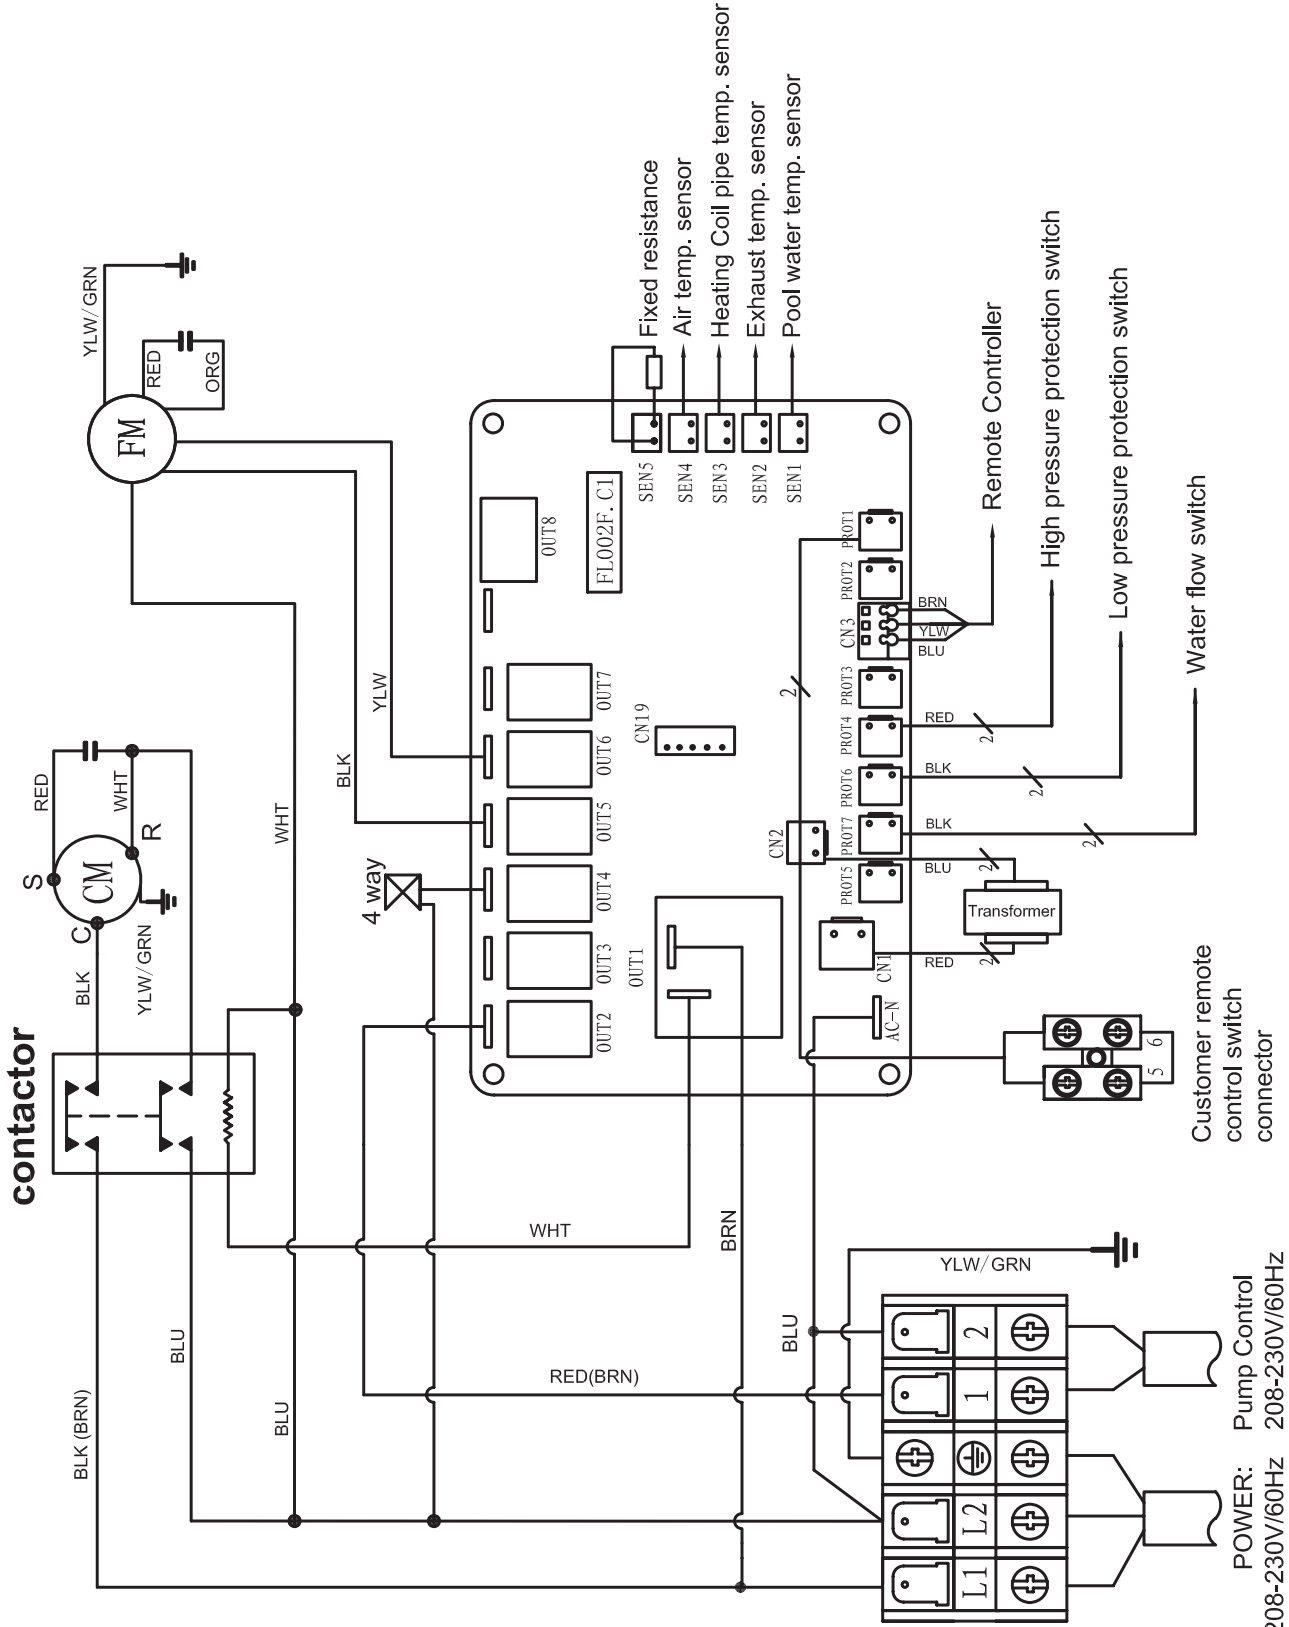 contactor
BLK
YLW/GRN
C
S
CM
R
RED
WHT
YLW/GRN
FM
RED
ORG
BLK (BRN)
BLU
BLU
WHT
4 way
BLK
YLW
WHT
BRN
RED(BRN)
BLU
OUT2
OUT3
OUT4
OUT5
OUT6
OUT7
OUT8
OUT1
CN19
FL002F.C1
SEN5
SEN4
SEN3
SEN2
SEN1
Fixed resistance
Air temp. sensor
Heating Coil pipe temp. sensor
Exhaust temp. sensor
Pool water temp. sensor
AC-N
CN1
CN2
PROT5
PROT7
PROT6
PROT4
PROT3
CN3
PROT2
PROT1
2
RED
2
BLU
2
Transformer
BLK
2
BLK
2
RED
2
BRN
YLW
BLU
Remote Controller
High pressure protection switch
Low pressure protection switch
Water flow switch
5
6
Customer remote
control switch
connector
YLW/GRN
L1
L2
1
2
POWER:
208-230V/60Hz
Pump Control
208-230V/60Hz